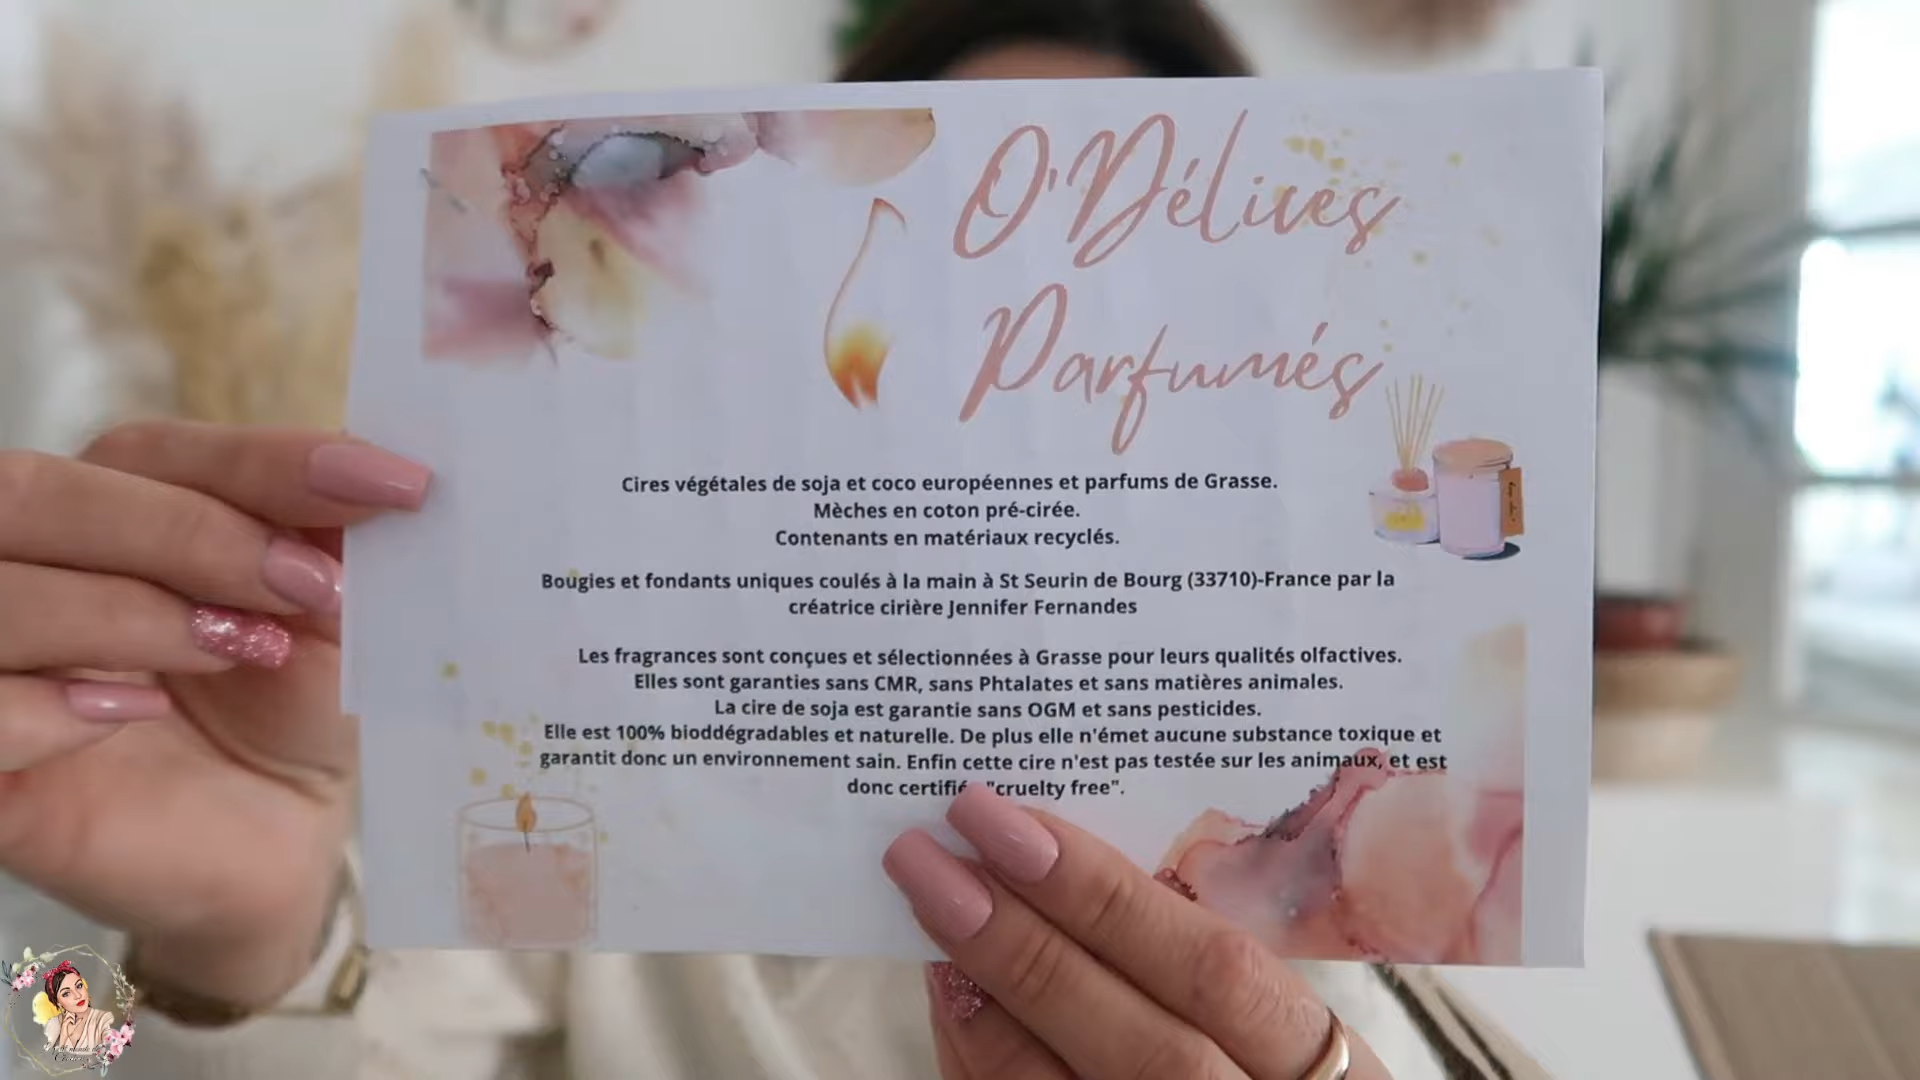 O'Délices
Parfumés
Cires végétales de soja et coco européennes et parfums de Grasse.
Mèches en coton pré-cirée.
Contenants en matériaux recyclés.
Bougies et fondants uniques coulés à la main à St Seurin de Bourg (33710)-France par la
créatrice cirière Jennifer Fernandes
Les fragrances sont conçues et sélectionnées à Grasse pour leurs qualités olfactives.
Elles sont garanties sans CMR, sans Phtalates et sans matières animales.
La cire de soja est garantie sans OGM et sans pesticides.
Elle est 100% bioddégradables et naturelle. De plus elle n'émet aucune substance toxique et
garantit donc un environnement sain. Enfin cette cire n'est pas testée sur les animaux, et est
donc "cruelty free".